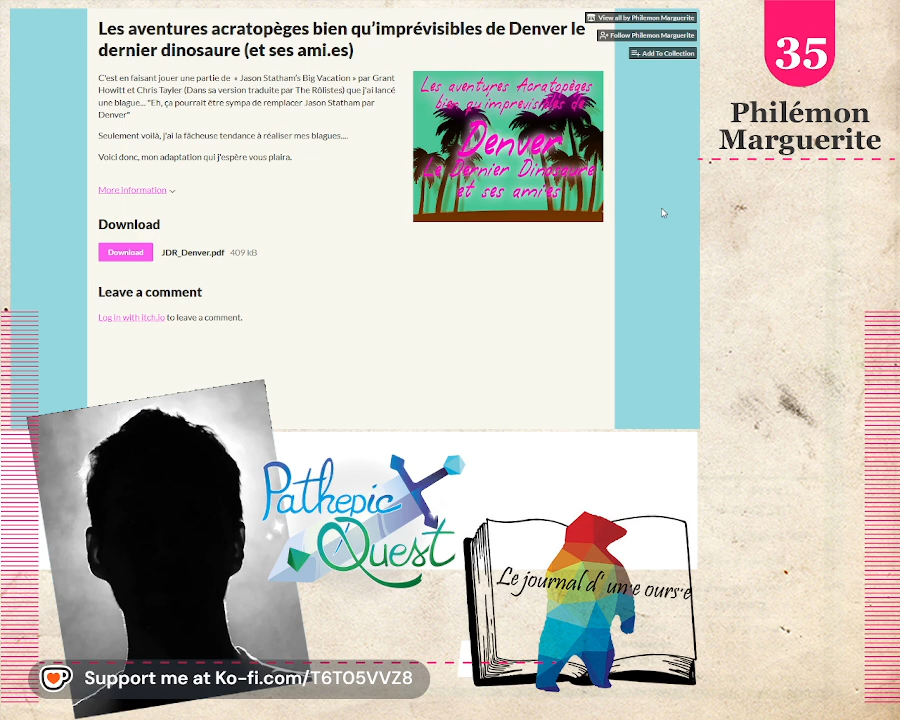 Les aventures acratopèges bien qu'imprévisibles de Denver le
dernier dinosaure (et ses ami.es)
View all by Philemon Marguerite
Follow Philemon Marguerite
Add To Collection
C'est en faisant jouer une partie de « Jason Statham's Big Vacation » par Grant
Howitt et Chris Tayler (Dans sa version traduite par The Rôlistes) que j'ai lancé
une blague... "Eh, ça pourrait être sympa de remplacer Jason Statham par
Denver"
Seulement voilà, j'ai la fâcheuse tendance à réaliser mes blagues....
Voici donc, mon adaptation qui j'espère vous plaira.
More information
Les aventures Acratopèges
bien qu'imprévisibles de
Denver
Le Dernier Dinosaure
et ses ami·es
Download
Download JDR_Denver.pdf 409 kB
Leave a comment
Log in with itch.io to leave a comment.
35
Philémon
Marguerite
Pathepic
Quest
Le journal d'un·e ours·e
Support me at Ko-fi.com/T6T05VVZ8